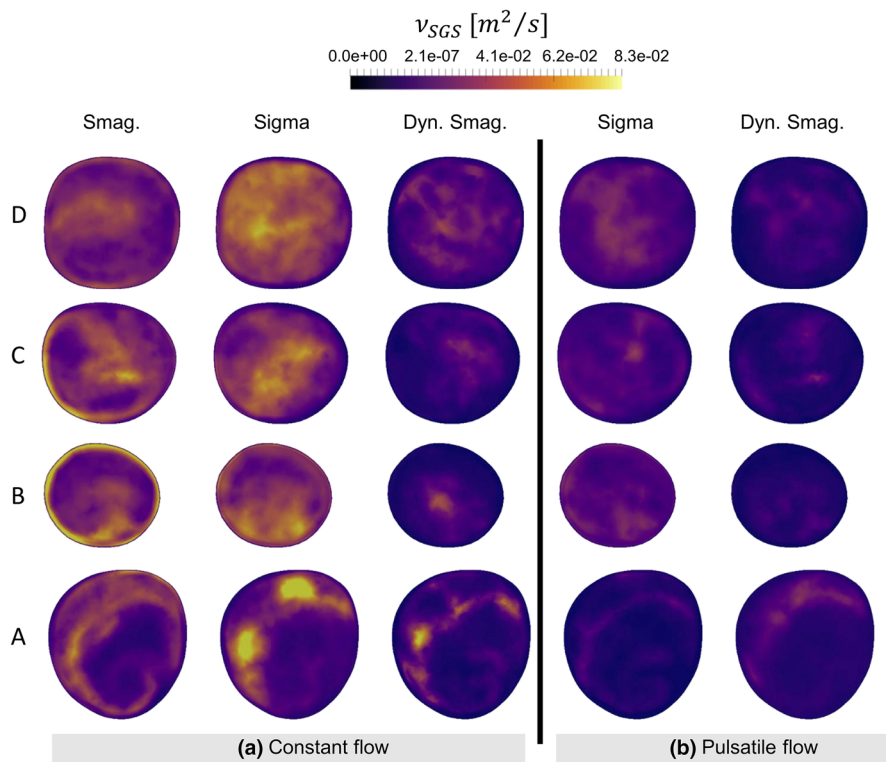 ν_SGS [m²/s]
0.0e+00 2.1e-07 4.1e-02 6.2e-02 8.3e-02
Smag. Sigma Dyn. Smag. Sigma Dyn. Smag.
D
C
B
A
(a) Constant flow (b) Pulsatile flow